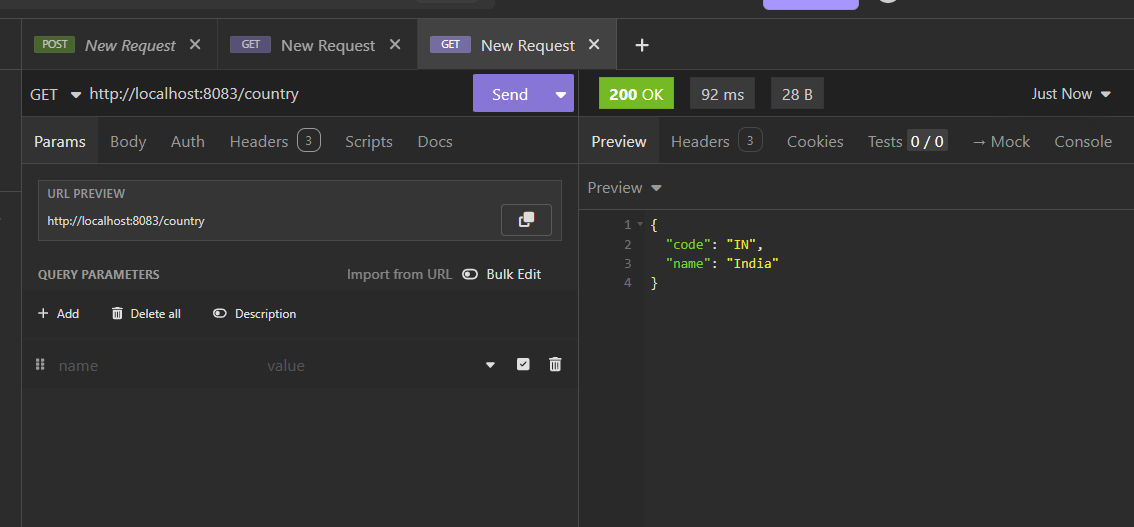 POST New Request GET New Request GET New Request
GET http://localhost:8083/country Send 200 OK 92 ms 28 B Just Now
Params Body Auth Headers 3 Scripts Docs Preview Headers 3 Cookies Tests 0 / 0 → Mock Console
URL PREVIEW
http://localhost:8083/country
QUERY PARAMETERS Import from URL Bulk Edit
+ Add Delete all Description
name value
Preview
1 {
2 "code": "IN",
3 "name": "India"
4 }